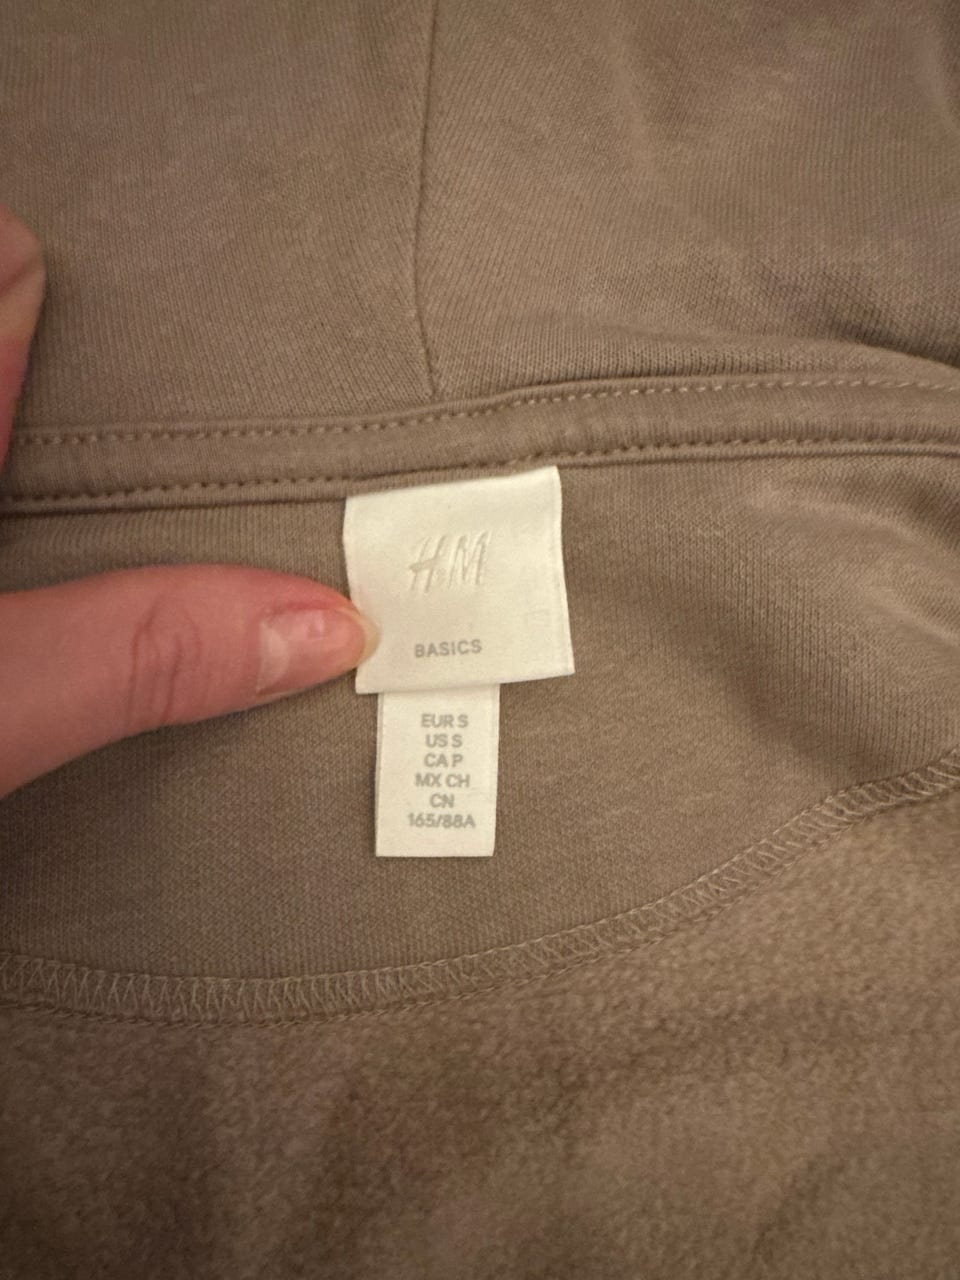 H&M
BASICS
EUR S
US S
CA P
MX CH
CN
165/88A